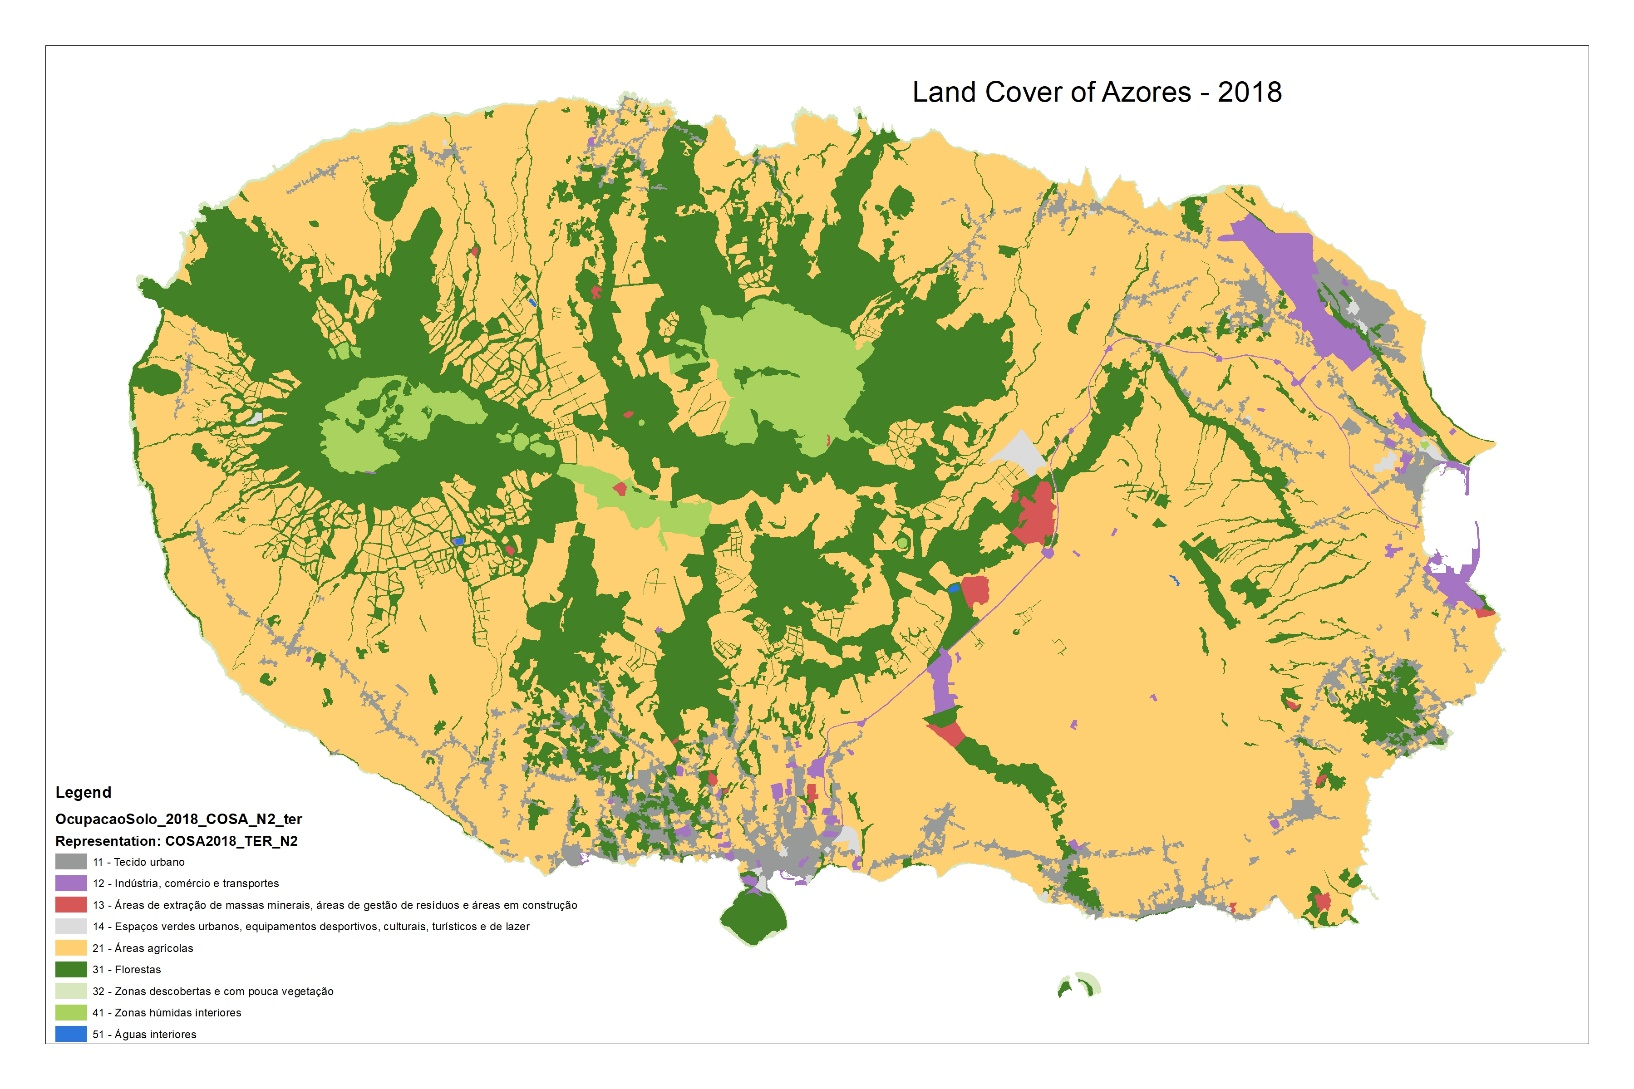 Land Cover of Azores - 2018
Legend
OcupacaoSolo_2018_COSA_N2_ter
Representation: COSA2018_TER_N2
11 - Tecido urbano
12 - Indústria, comércio e transportes
13 - Áreas de extração de massas minerais, áreas de gestão de resíduos e áreas em construção
14 - Espaços verdes urbanos, equipamentos desportivos, culturais, turísticos e de lazer
21 - Áreas agrícolas
31 - Florestas
32 - Zonas descobertas e com pouca vegetação
41 - Zonas húmidas interiores
51 - Águas interiores